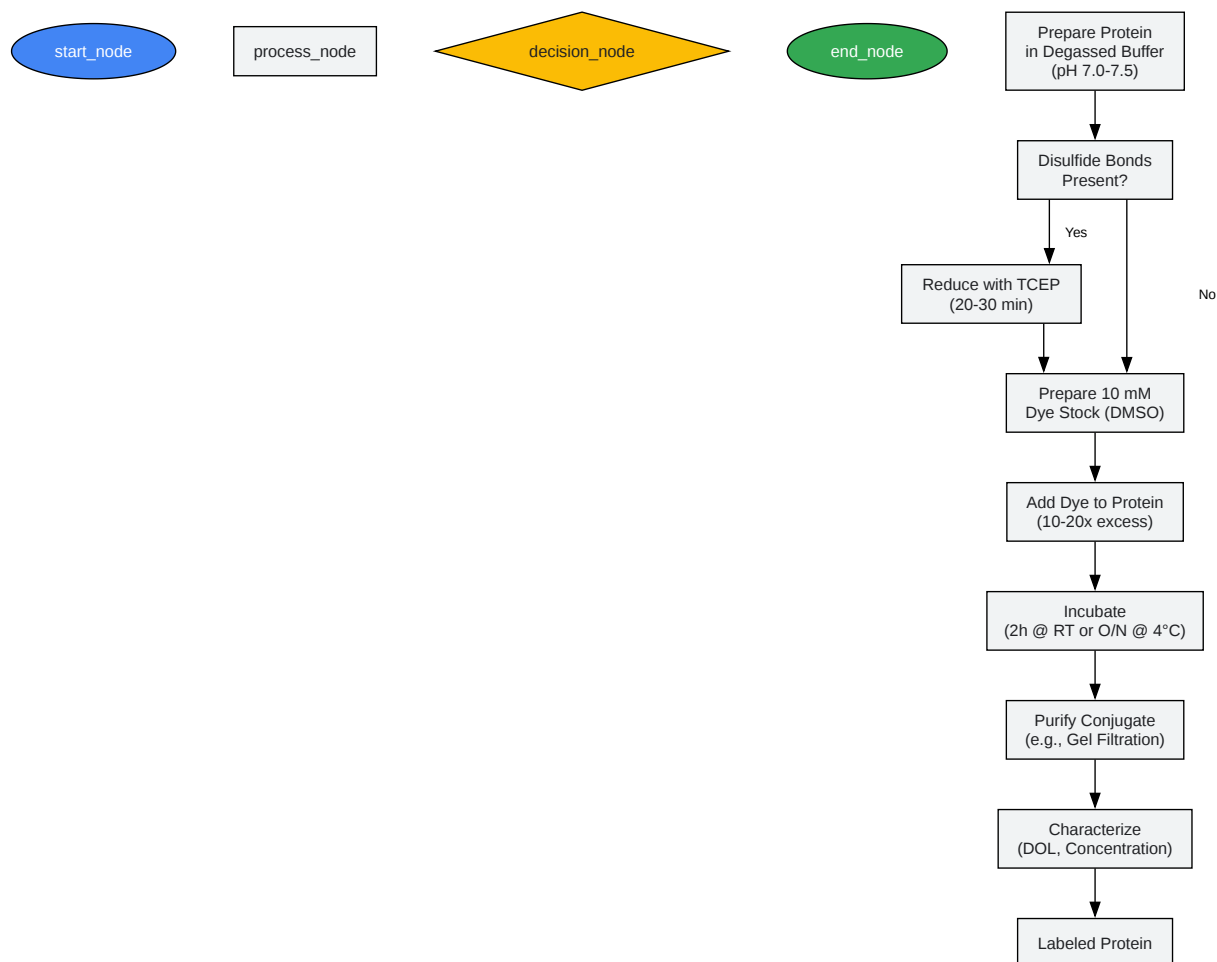 start_node
process_node
decision_node
end_node
Prepare Protein
in Degassed Buffer
(pH 7.0-7.5)
Disulfide Bonds
Present?
Yes
Reduce with TCEP
(20-30 min)
No
Prepare 10 mM
Dye Stock (DMSO)
Add Dye to Protein
(10-20x excess)
Incubate
(2h @ RT or O/N @ 4°C)
Purify Conjugate
(e.g., Gel Filtration)
Characterize
(DOL, Concentration)
Labeled Protein